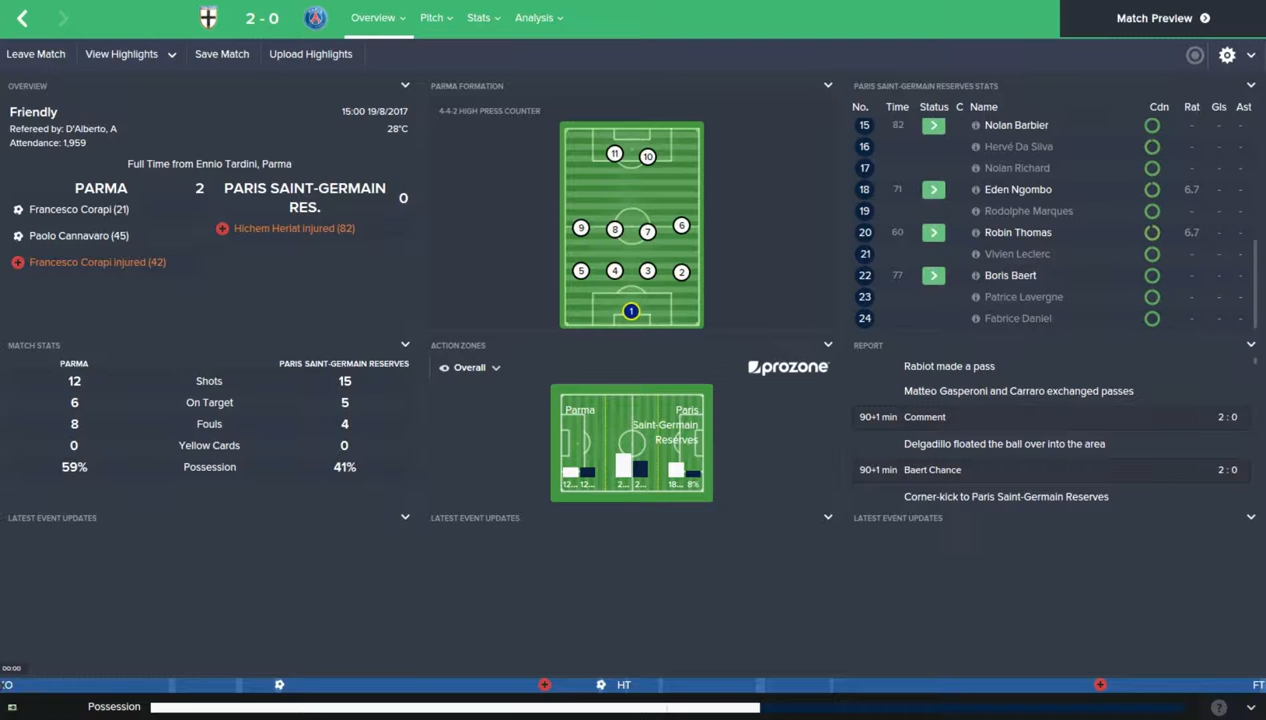 2 - 0 Overview Pitch Stats Analysis Match Preview
Leave Match View Highlights Save Match Upload Highlights
OVERVIEW
Friendly 15:00 19/8/2017
Refereed by: D'Alberto, A 28°C
Attendance: 1,959
Full Time from Ennio Tardini, Parma
PARMA 2 PARIS SAINT-GERMAIN RES. 0
Francesco Corapi (21)
Paolo Cannavaro (45)
Francesco Corapi injured (42)
Hichem Heriat injured (82)
PARMA FORMATION
4-4-2 HIGH PRESS COUNTER
11 10
9 8 7 6
5 4 3 2
1
PARIS SAINT-GERMAIN RESERVES STATS
No. Time Status C Name Cdn Rat Gls Ast
15 82 Nolan Barbier - - -
16 Hervé Da Silva - - -
17 Nolan Richard - - -
18 71 Eden Ngombo 6.7 - -
19 Rodolphe Marques - - -
20 60 Robin Thomas 6.7 - -
21 Vivien Leclerc - - -
22 77 Boris Baert - - -
23 Patrice Lavergne - - -
24 Fabrice Daniel - - -
MATCH STATS
PARMA PARIS SAINT-GERMAIN RESERVES
12 Shots 15
6 On Target 5
8 Fouls 4
0 Yellow Cards 0
59% Possession 41%
ACTION ZONES
Overall prozone
Parma Paris
Saint-Germain
Reserves
12... 12... 2... 2... 18... 8%
REPORT
Rabiot made a pass
Matteo Gasperoni and Carraro exchanged passes
90+1 min Comment 2 : 0
Delgadillo floated the ball over into the area
90+1 min Baert Chance 2 : 0
Corner-kick to Paris Saint-Germain Reserves
LATEST EVENT UPDATES LATEST EVENT UPDATES LATEST EVENT UPDATES
00:00
HT FT
Possession